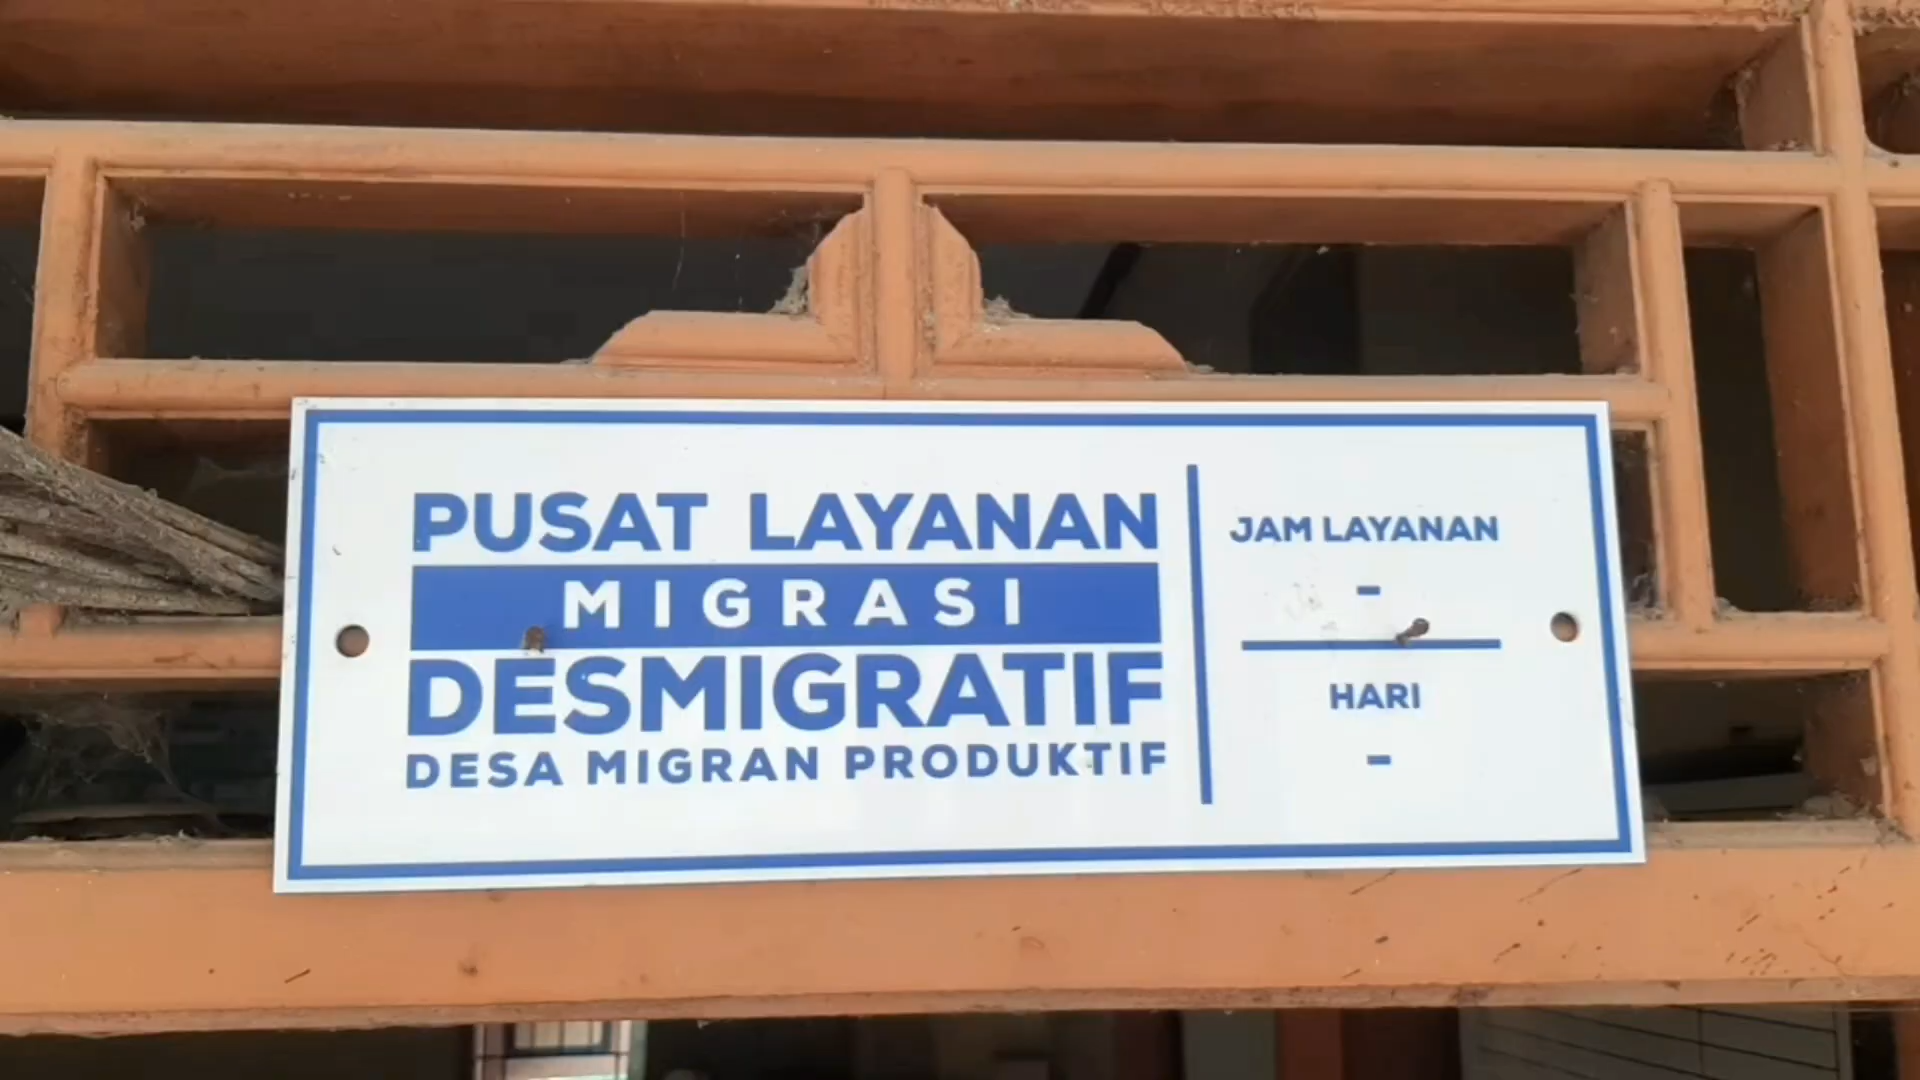 PUSAT LAYANAN
MIGRASI
DESMIGRATIF
DESA MIGRAN PRODUKTIF
JAM LAYANAN
-
HARI
-